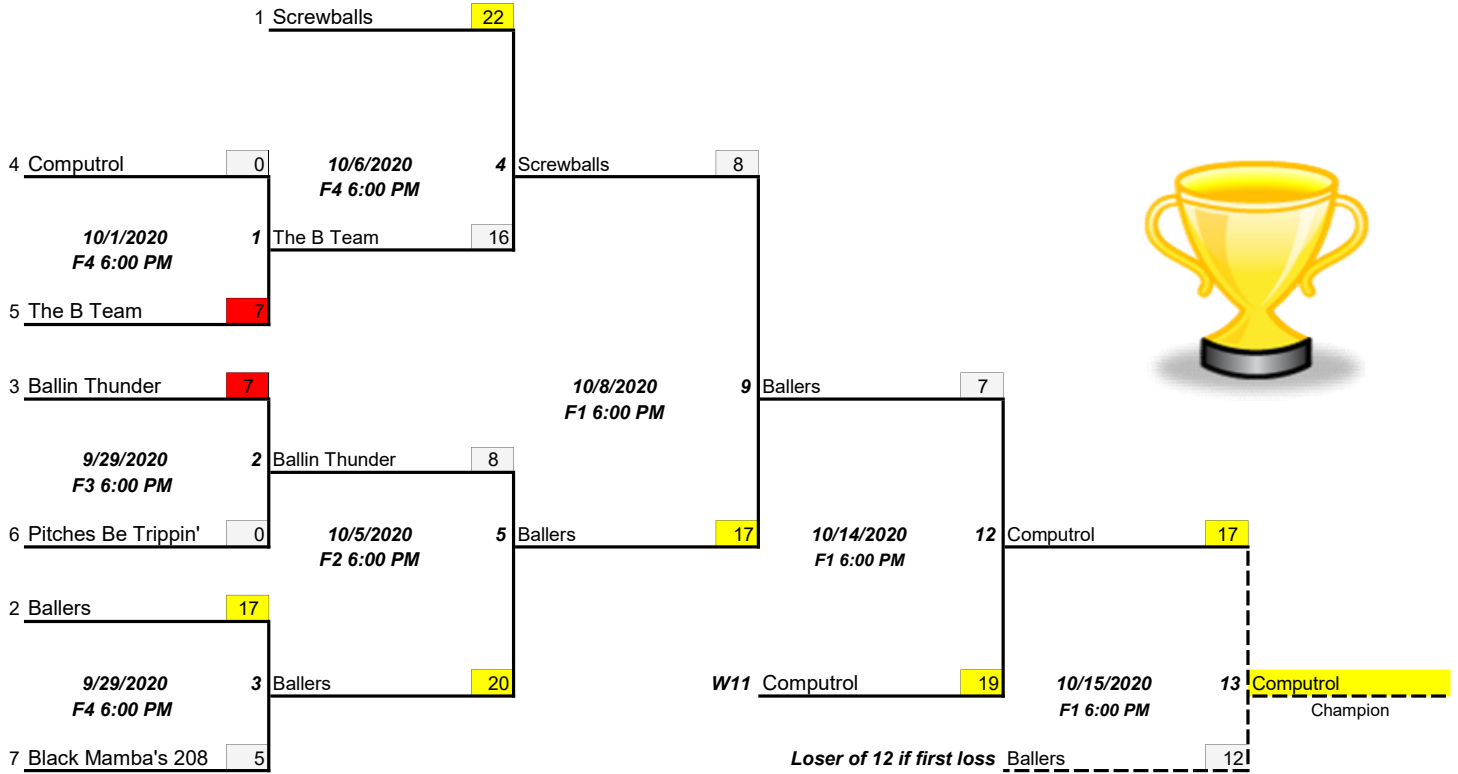 1 Screwballs 22
4 Computrol 0 10/6/2020 4 Screwballs 8
F4 6:00 PM
10/1/2020 1 The B Team 16
F4 6:00 PM
5 The B Team 7
3 Ballin Thunder 7 10/8/2020 9 Ballers 7
F1 6:00 PM
9/29/2020 2 Ballin Thunder 8
F3 6:00 PM
6 Pitches Be Trippin' 0 10/5/2020 5 Ballers 17 10/14/2020 12 Computrol 17
F2 6:00 PM F1 6:00 PM
2 Ballers 17
9/29/2020 3 Ballers 20 W11 Computrol 19 10/15/2020 13 Computrol
F4 6:00 PM F1 6:00 PM Champion
7 Black Mamba's 208 5 Loser of 12 if first loss Ballers 12